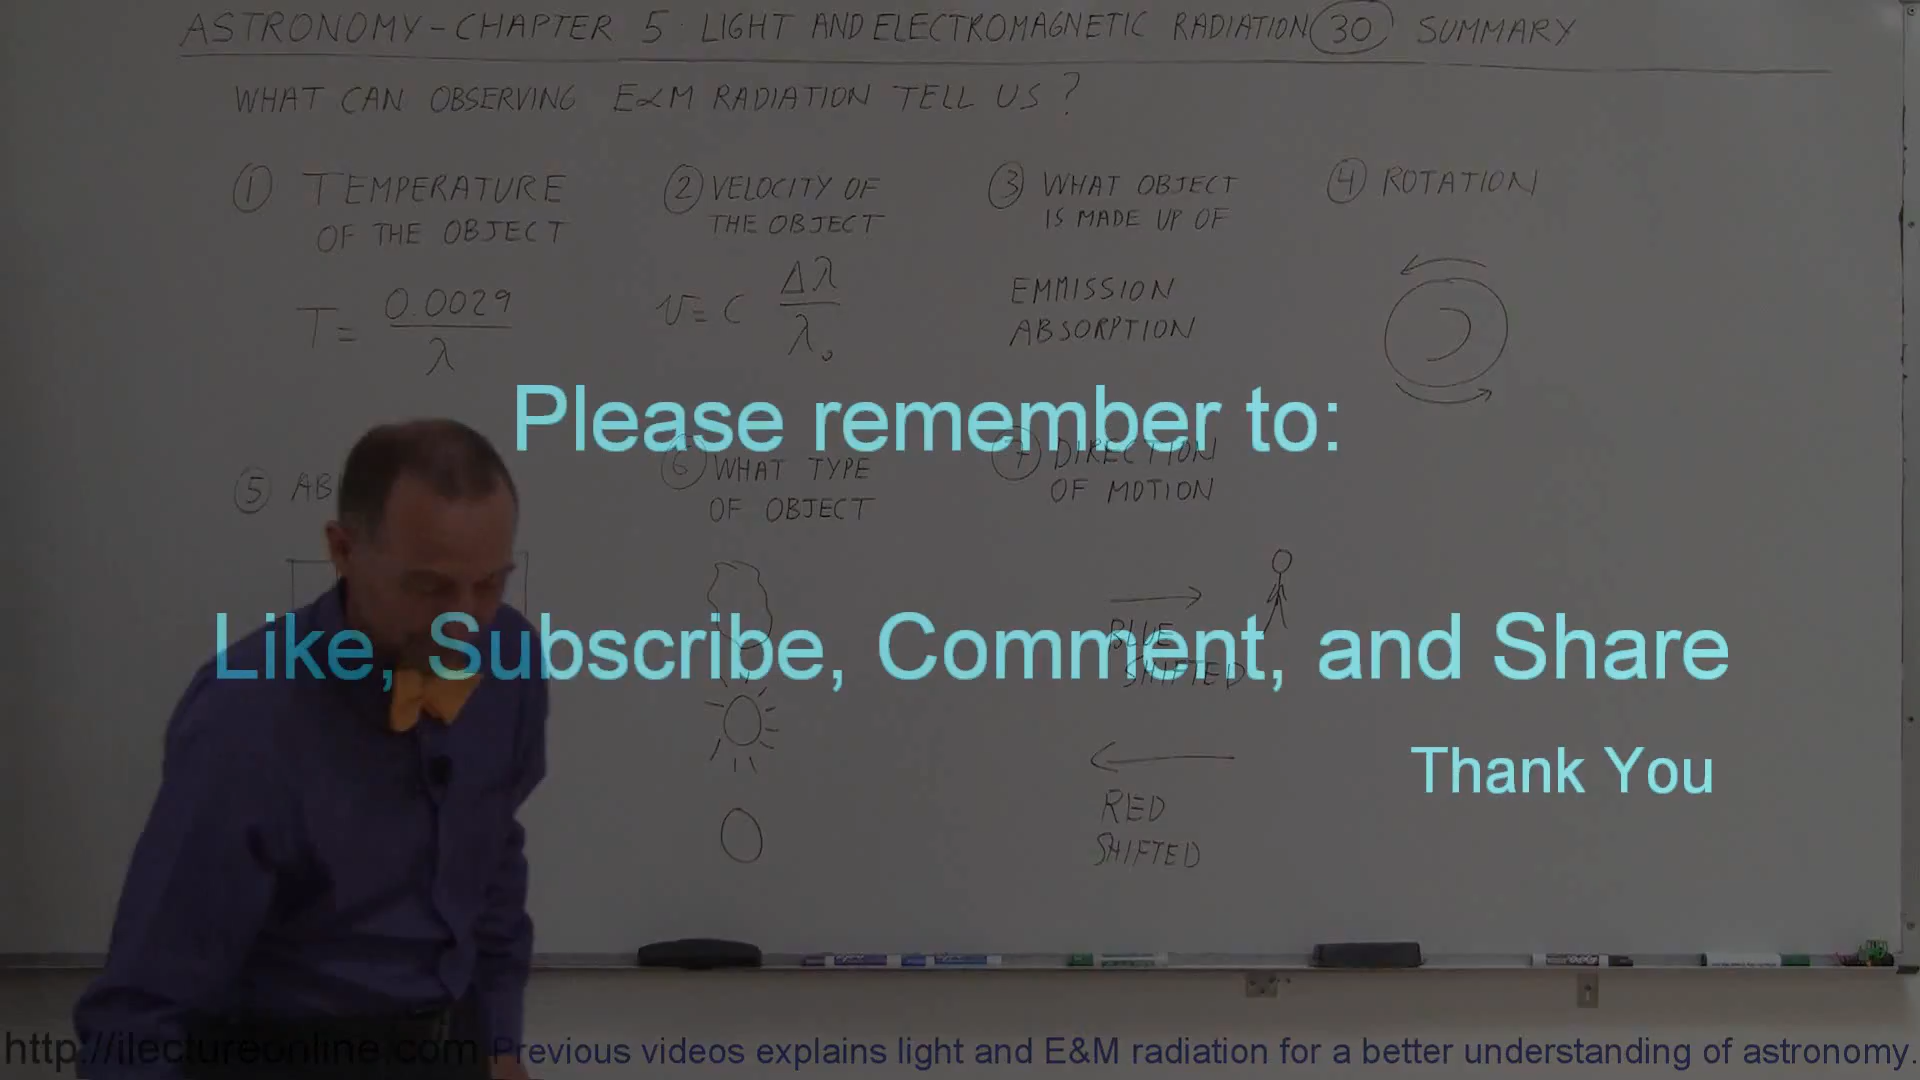 ASTRONOMY - CHAPTER 5 : LIGHT AND ELECTROMAGNETIC RADIATION 30 SUMMARY
WHAT CAN OBSERVING E&M RADIATION TELL US ?
1 TEMPERATURE
OF THE OBJECT
T = 0.0029 / λ
2 VELOCITY OF
THE OBJECT
v = c Δλ / λ₀
3 WHAT OBJECT
IS MADE UP OF
EMMISSION
ABSORPTION
4 ROTATION
Please remember to:
5
6 WHAT TYPE
OF OBJECT
7 DIRECTION
OF MOTION
Like, Subscribe, Comment, and Share
BLUE
SHIFTED
Thank You
RED
SHIFTED
http://ilectureonline.com Previous videos explains light and E&M radiation for a better understanding of astronomy.